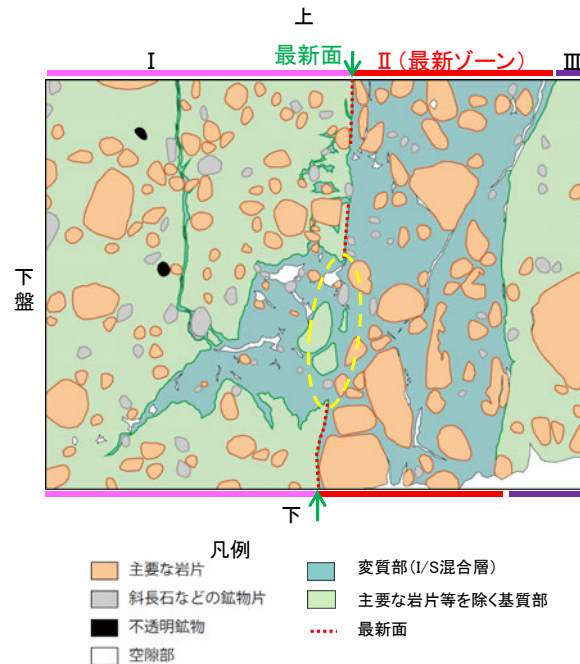 上
Ⅰ
最新面
Ⅱ(最新ゾーン)
Ⅲ
下盤
下
凡例
主要な岩片
斜長石などの鉱物片
不透明鉱物
空隙部
変質部(I/S混合層)
主要な岩片等を除く基質部
最新面